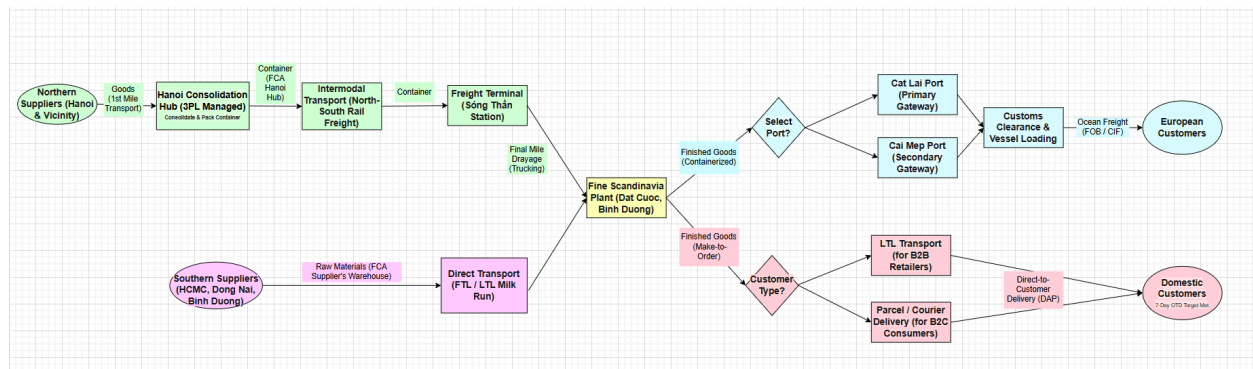 Northern
Suppliers (Hanoi
& Vicinity)
Goods
(1st Mile
Transport)
Hanoi Consolidation
Hub (3PL Managed)
Consolidate & Pack Container
Container
(FCA
Hanoi
Hub)
Intermodal
Transport (North-
South Rail
Freight)
Container
Freight Terminal
(Sóng Thần
Station)
Final Mile
Drayage
(Trucking)
Southern Suppliers
(HCMC, Dong Nai,
Binh Duong)
Raw Materials (FCA
Supplier's Warehouse)
Direct Transport
(FTL / LTL Milk
Run)
Fine Scandinavia
Plant (Dat Cuoc,
Binh Duong)
Finished Goods
(Containerized)
Select
Port?
Cat Lai Port
(Primary
Gateway)
Cai Mep Port
(Secondary
Gateway)
Customs
Clearance &
Vessel Loading
Ocean Freight
(FOB / CIF)
European
Customers
Finished Goods
(Make-to-
Order)
Customer
Type?
LTL Transport
(for B2B
Retailers)
Parcel / Courier
Delivery (for B2C
Consumers)
Direct-to-
Customer
Delivery (DAP)
Domestic
Customers
7-Day OTD Target Met